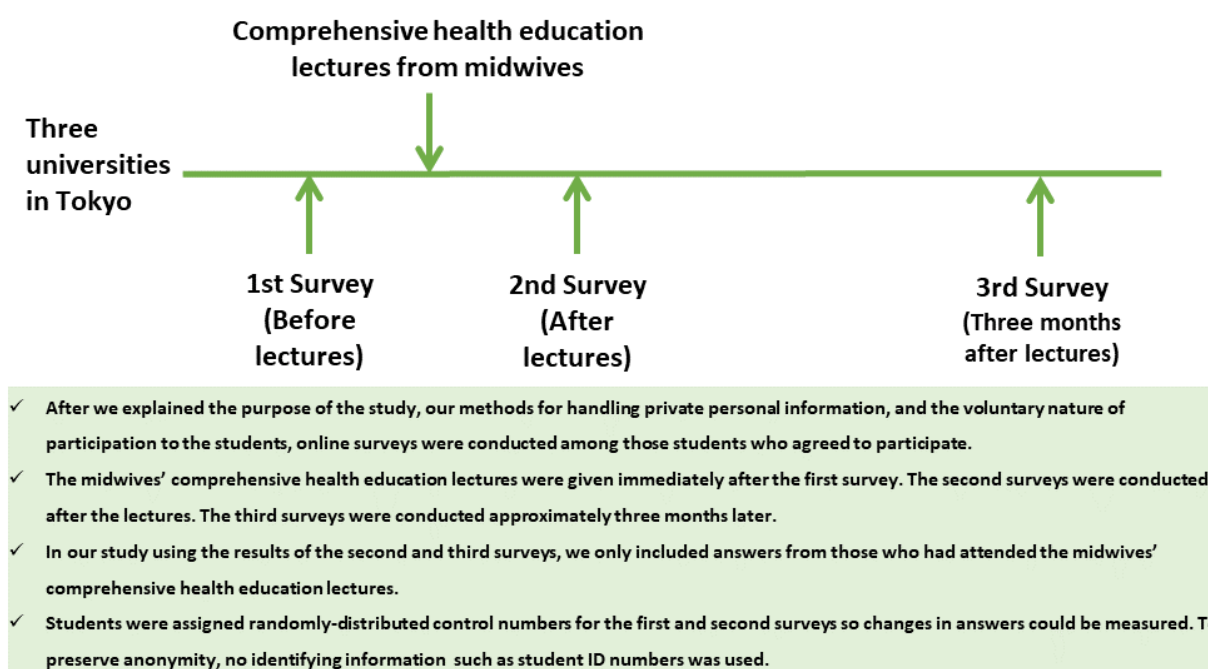 Comprehensive health education
lectures from midwives
Three
universities
in Tokyo
1st Survey
(Before
lectures)
2nd Survey
(After
lectures)
3rd Survey
(Three months
after lectures)
✓ After we explained the purpose of the study, our methods for handling private personal information, and the voluntary nature of
participation to the students, online surveys were conducted among those students who agreed to participate.
✓ The midwives’ comprehensive health education lectures were given immediately after the first survey. The second surveys were conducted
after the lectures. The third surveys were conducted approximately three months later.
✓ In our study using the results of the second and third surveys, we only included answers from those who had attended the midwives’
comprehensive health education lectures.
✓ Students were assigned randomly-distributed control numbers for the first and second surveys so changes in answers could be measured.
preserve anonymity, no identifying information such as student ID numbers was used.